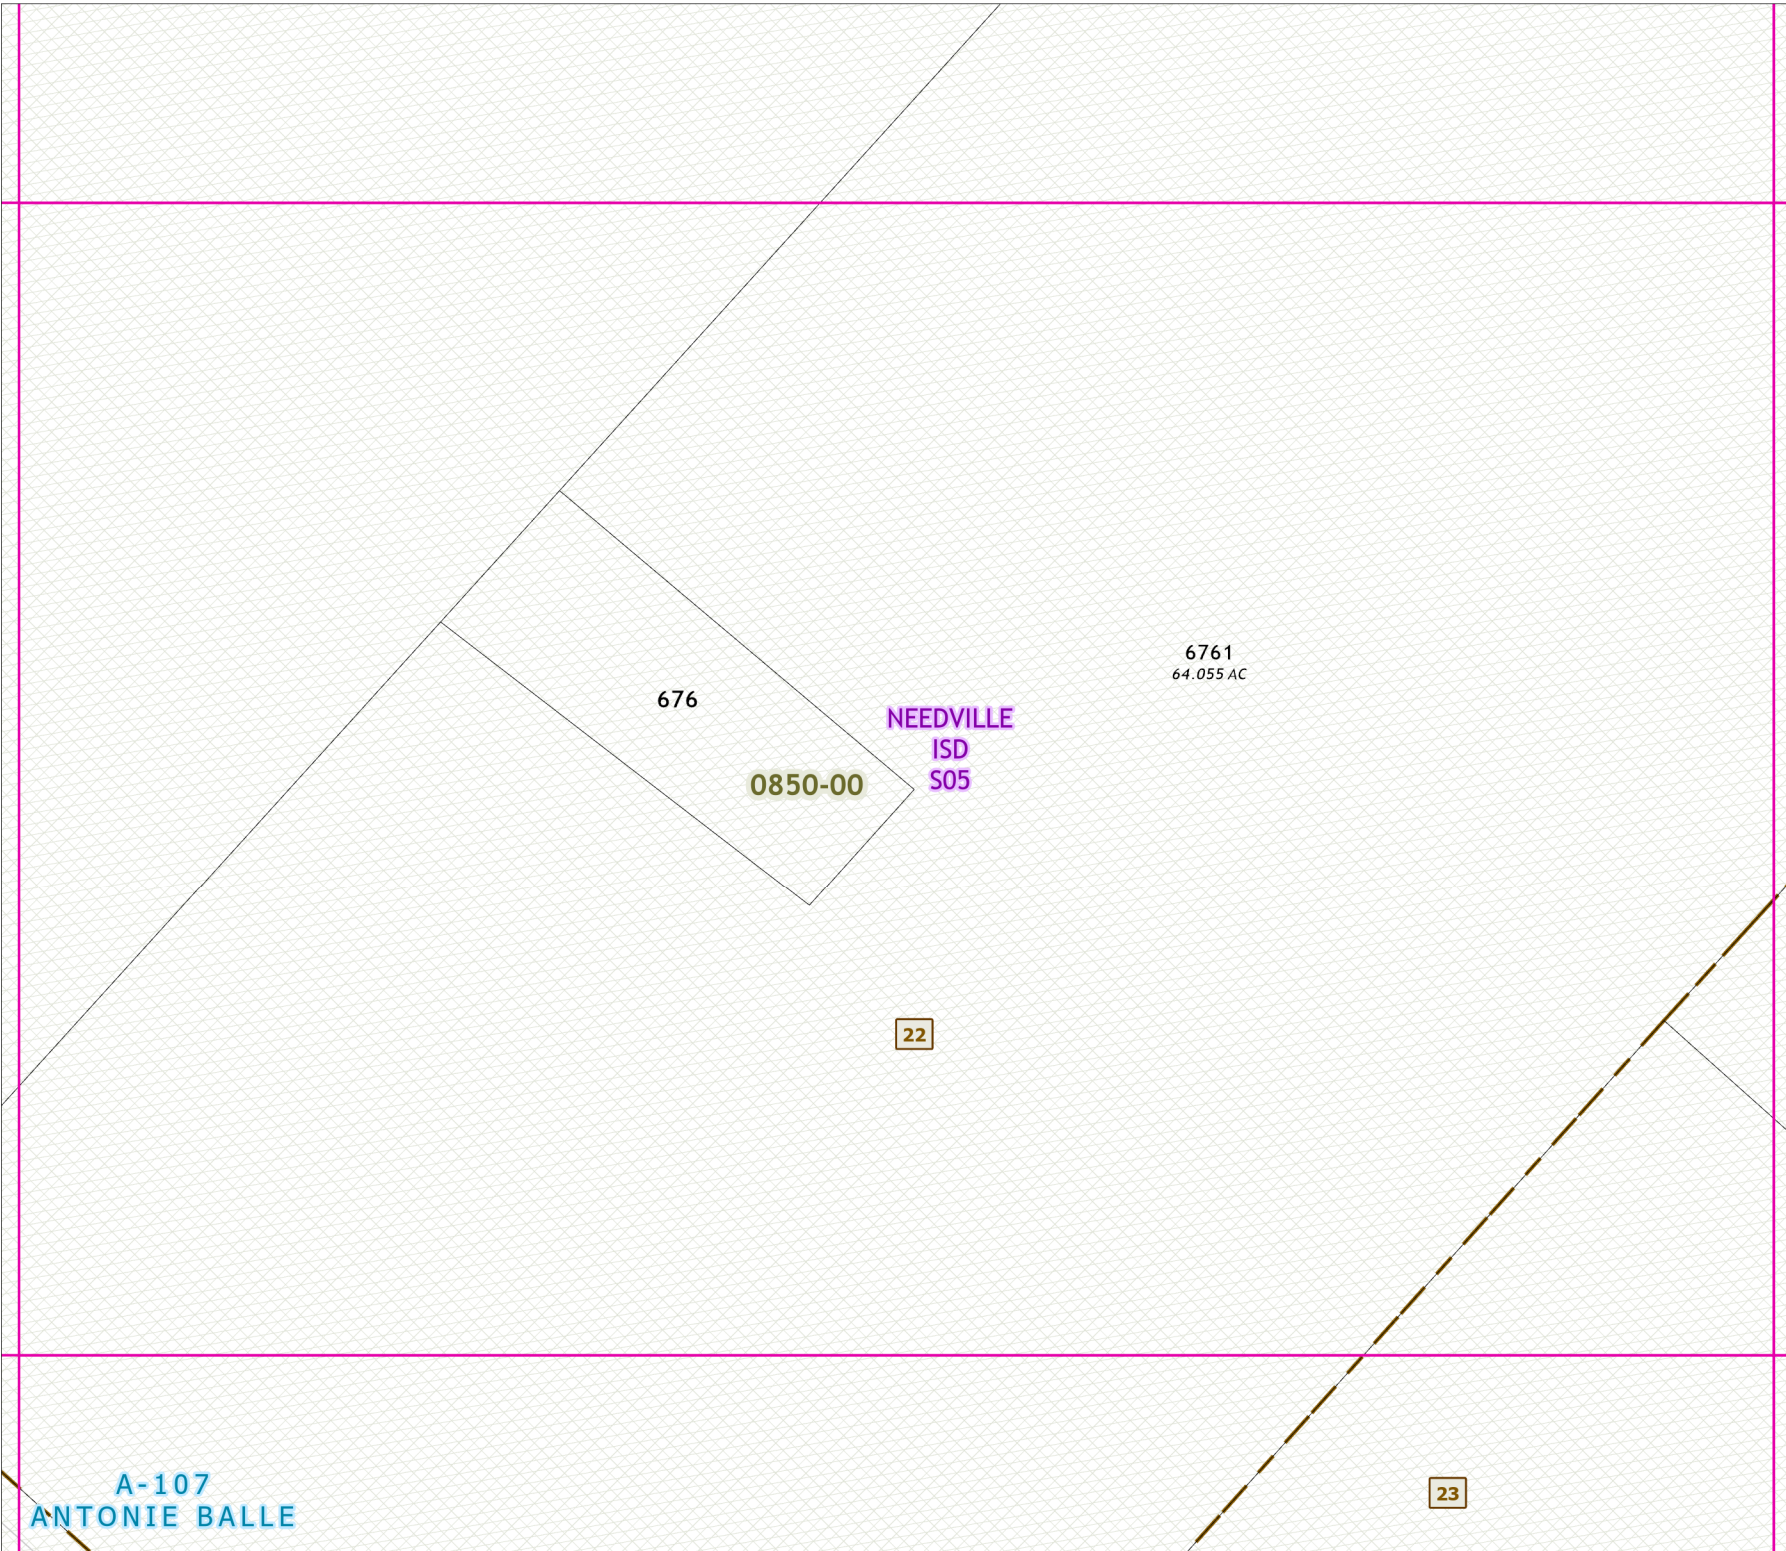 6761
64.055 AC
676
NEEDVILLE
ISD
S05
0850-00
22
A-107
ANTONIE BALLE
23